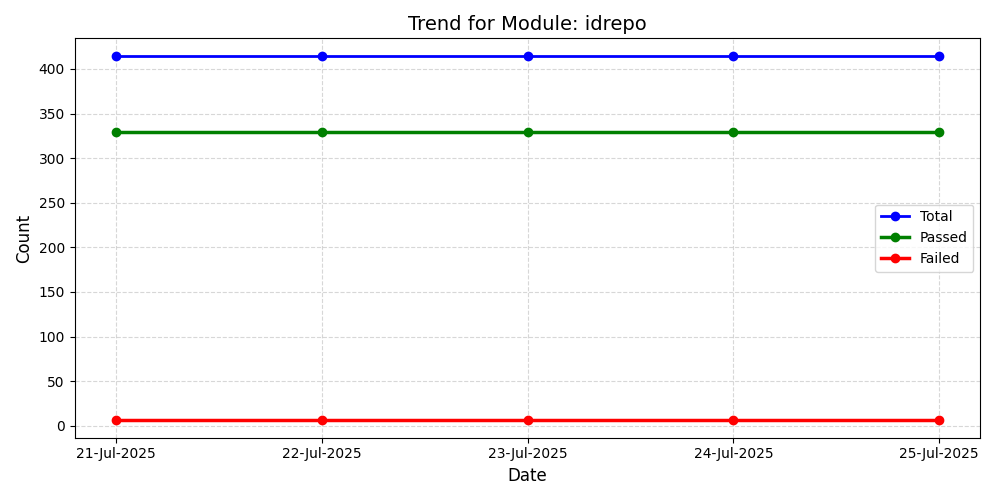 Trend for Module: idrepo
Count
400
350
300
250
200
150
100
50
0
Total
Passed
Failed
21-Jul-2025
22-Jul-2025
23-Jul-2025
24-Jul-2025
25-Jul-2025
Date